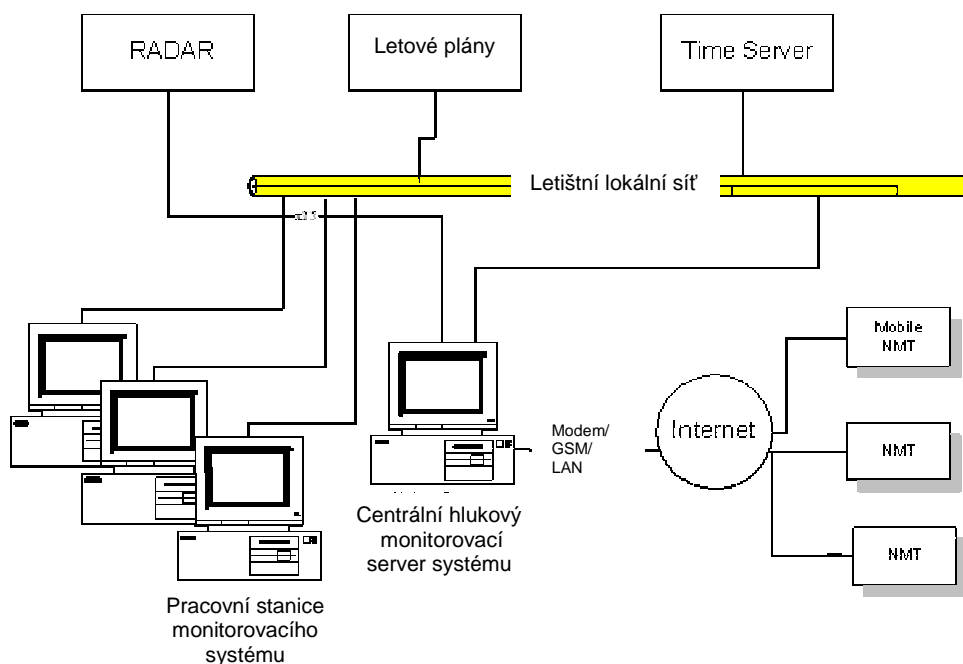 RADAR
Letové plány
Time Server
Letištní lokální síť
Mobile
NMT
Internet
Modem/
GSM/
LAN
NMT
NMT
Centrální hlukový
monitorovací
server systému
Pracovní stanice
monitorovacího
systému